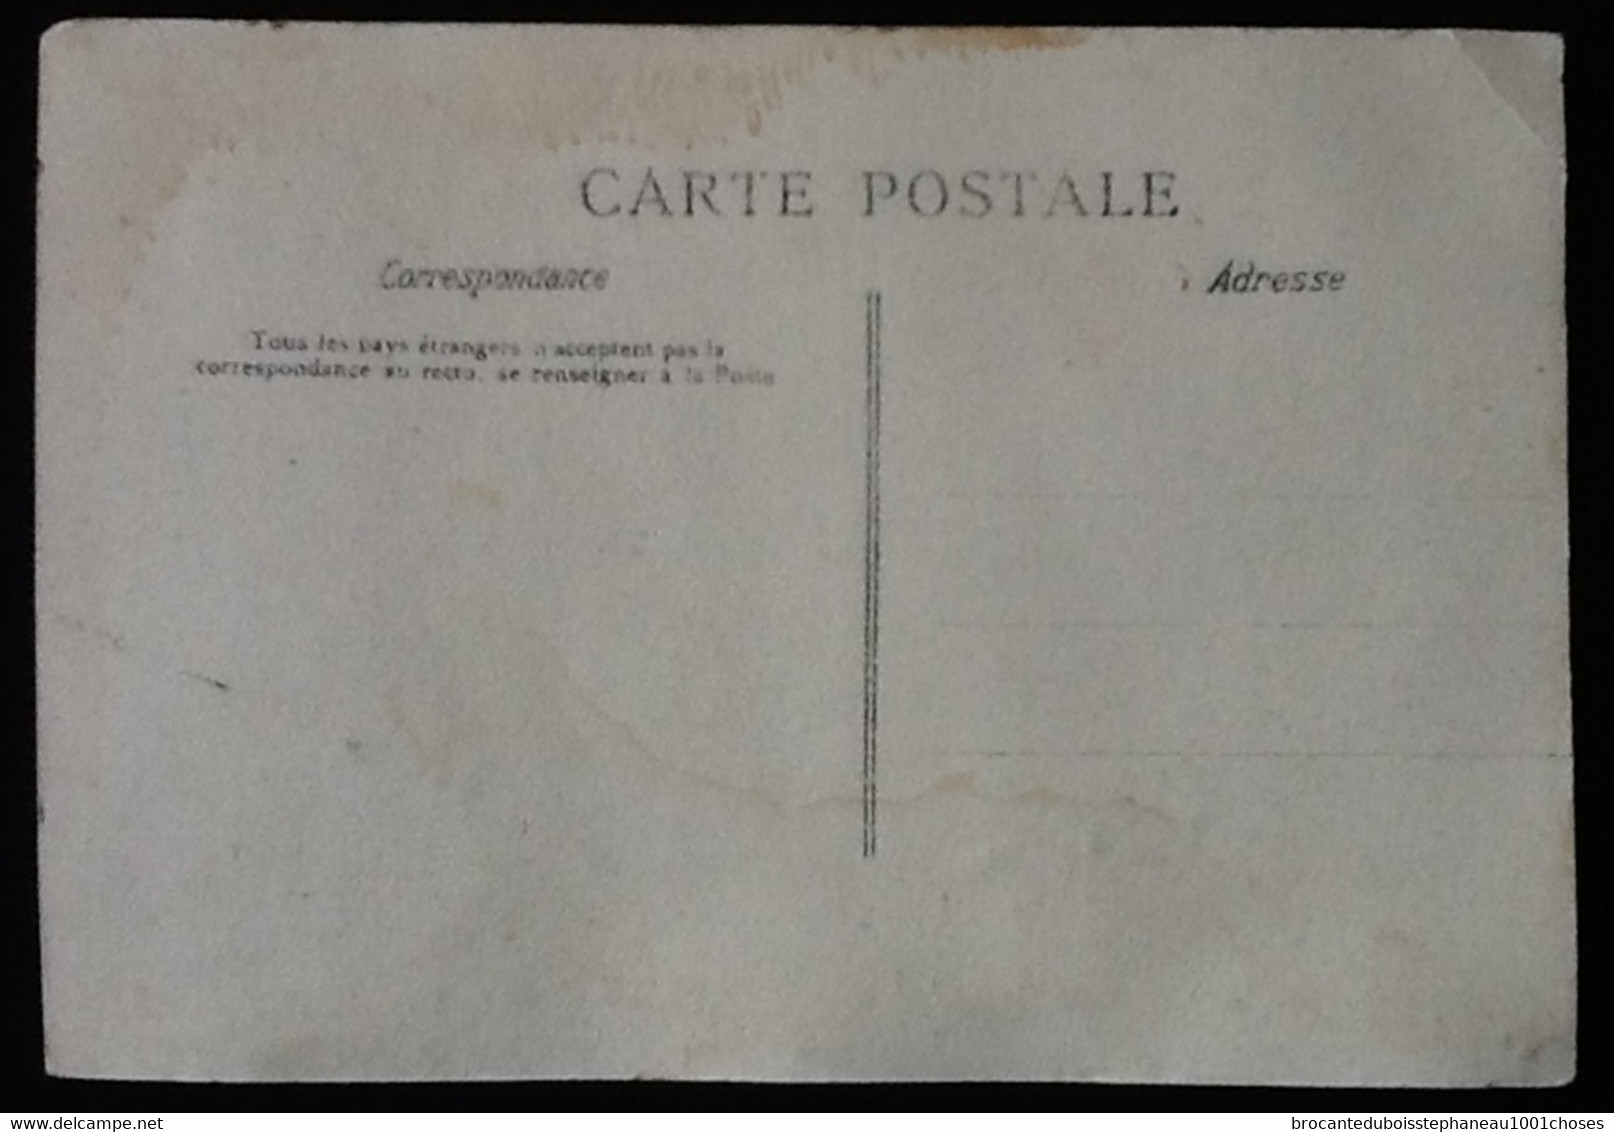 CARTE POSTALE
Correspondance
Adresse
Tous les pays étrangers n'acceptent pas la
correspondance au recto, se renseigner à la Poste
delcampe.net
brocanteduboisstephaneau1001choses